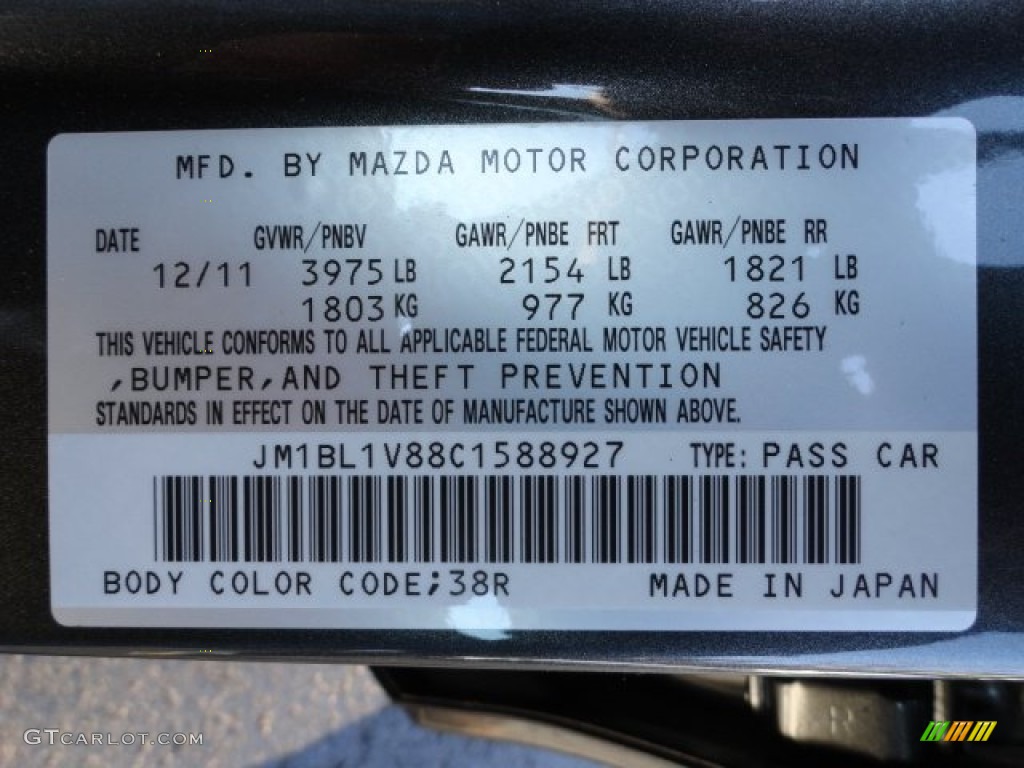 MFD. BY MAZDA MOTOR CORPORATION
DATE GVWR/PNBV GAWR/PNBE FRT GAWR/PNBE RR
12/11 3975 LB 2154 LB 1821 LB
1803 KG 977 KG 826 KG
THIS VEHICLE CONFORMS TO ALL APPLICABLE FEDERAL MOTOR VEHICLE SAFETY
,BUMPER,AND THEFT PREVENTION
STANDARDS IN EFFECT ON THE DATE OF MANUFACTURE SHOWN ABOVE.
JM1BL1V88C1588927 TYPE: PASS CAR
BODY COLOR CODE;38R MADE IN JAPAN
GTCARLOT.COM